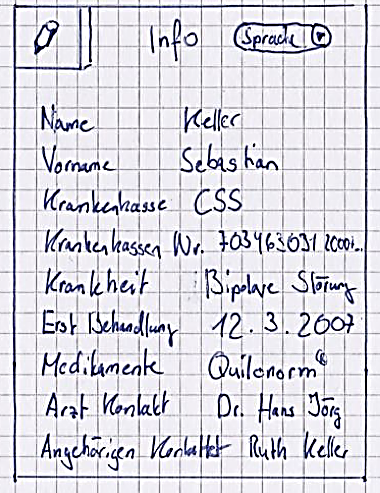 Info Sprache
Name Keller
Vorname Sebastian
Krankenkasse CSS
Krankenkassen Nr.
Krankheit Bipolare Störung
Erst Behandlung 12.3.2007
Medikamente Quilonorm®
Arzt Kontakt Dr. Hans Jörg
Angehörigen Kontaktet Ruth Keller